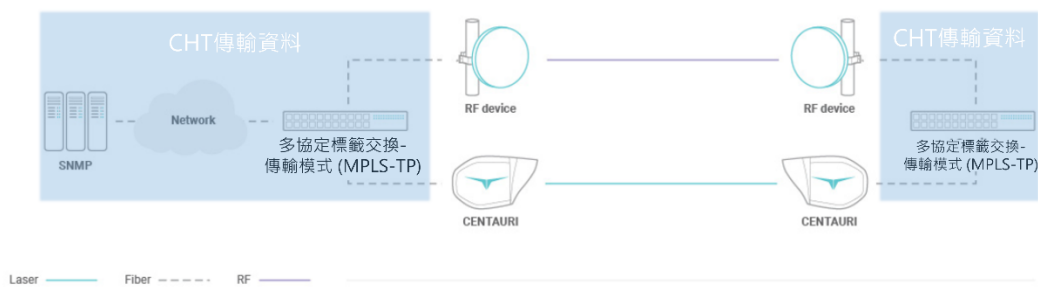 CHT傳輸資料
CHT傳輸資料
RF device
RF device
Network
多協定標籤交換-
傳輸模式 (MPLS-TP)
多協定標籤交換-
傳輸模式 (MPLS-TP)
SNMP
CENTAURI
CENTAURI
Laser
Fiber
RF